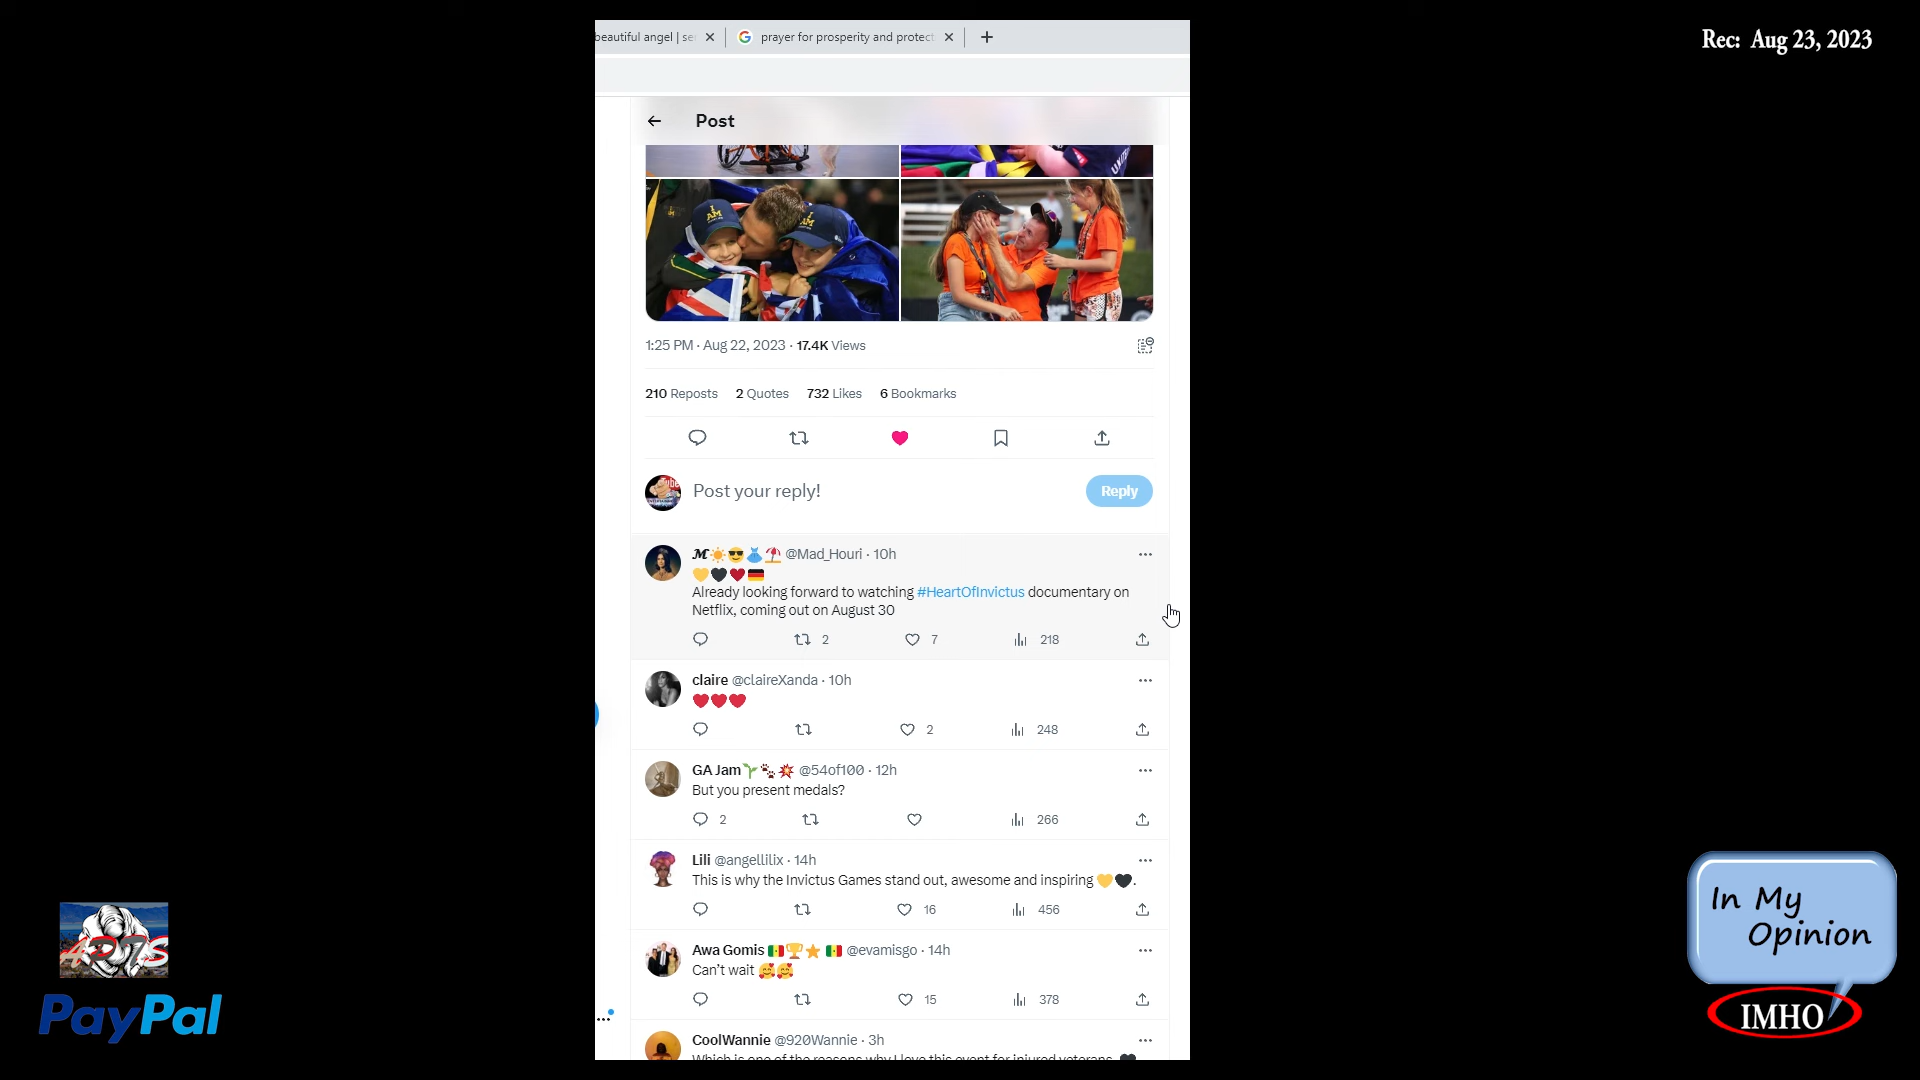 beautiful angel | se
prayer for prosperity and protect
Rec: Aug 23, 2023
Post
I AM
I AM
1:25 PM · Aug 22, 2023 · 17.4K Views
210 Reposts 2 Quotes 732 Likes 6 Bookmarks
Post your reply!
Reply
M☀️😎👗⛱️ @Mad_Houri · 10h
💛🖤❤️🇩🇪
Already looking forward to watching #HeartOfInvictus documentary on
Netflix, coming out on August 30
2 7 218
claire @claireXanda · 10h
❤️❤️❤️
2 248
GA Jam🌱🐾💥 @54of100 · 12h
But you present medals?
2 266
Lili @angellilix · 14h
This is why the Invictus Games stand out, awesome and inspiring 💛🖤.
16 456
Awa Gomis 🇸🇳🏆⭐ 🇸🇳 @evamisgo · 14h
Can't wait 🥰🥰
15 378
CoolWannie @920Wannie · 3h
Which is one of the reasons why I love this event for injured veterans. 🖤
PayPal
In My
Opinion
IMHO